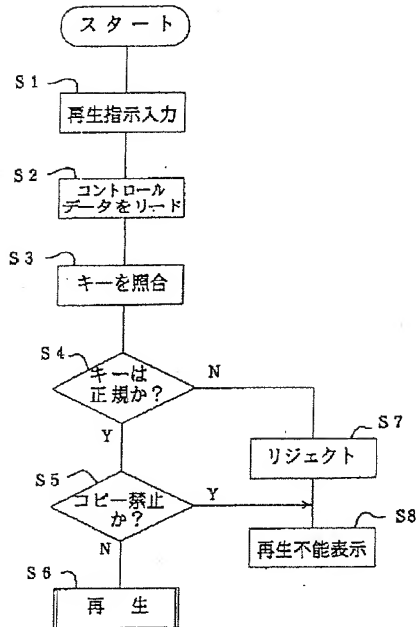 スタート
S1
再生指示入力
S2
コントロール
データをリード
S3
キーを照合
S4
キーは
正規か?
N
Y
S7
リジェクト
S5
コピー禁止
か?
Y
N
S8
再生不能表示
S6
再生